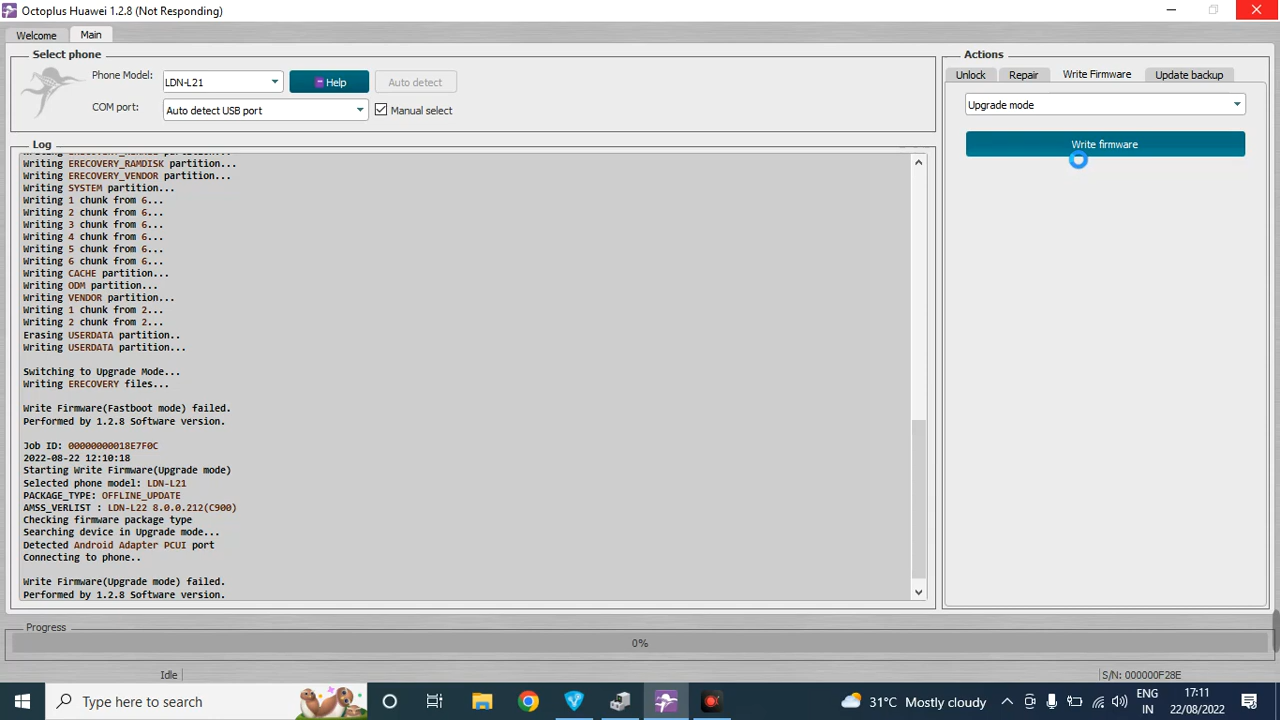 Octoplus Huawei 1.2.8 (Not Responding)
Welcome
Main
Select phone
Phone Model:
LDN-L21
Help
Auto detect
COM port:
Auto detect USB port
Manual select
Log
Writing ERECOVERY_RAMDISK partition...
Writing ERECOVERY_VENDOR partition...
Writing SYSTEM partition...
Writing 1 chunk from 6...
Writing 2 chunk from 6...
Writing 3 chunk from 6...
Writing 4 chunk from 6...
Writing 5 chunk from 6...
Writing 6 chunk from 6...
Writing CACHE partition...
Writing ODM partition...
Writing VENDOR partition...
Writing 1 chunk from 2...
Writing 2 chunk from 2...
Erasing USERDATA partition..
Writing USERDATA partition...
Switching to Upgrade Mode...
Writing ERECOVERY files...
Write Firmware(Fastboot mode) failed.
Performed by 1.2.8 Software version.
Job ID: 00000000018E7F0C
2022-08-22 12:10:18
Starting Write Firmware(Upgrade mode)
Selected phone model: LDN-L21
PACKAGE_TYPE: OFFLINE_UPDATE
AMSS_VERLIST : LDN-L22 8.0.0.212(C900)
Checking firmware package type
Searching device in Upgrade mode...
Detected Android Adapter PCUI port
Connecting to phone..
Write Firmware(Upgrade mode) failed.
Performed by 1.2.8 Software version.
Actions
Unlock
Repair
Write Firmware
Update backup
Upgrade mode
Write firmware
Progress
0%
Idle
S/N: 000000F28E
Type here to search
31°C Mostly cloudy
ENG
IN
17:11
22/08/2022